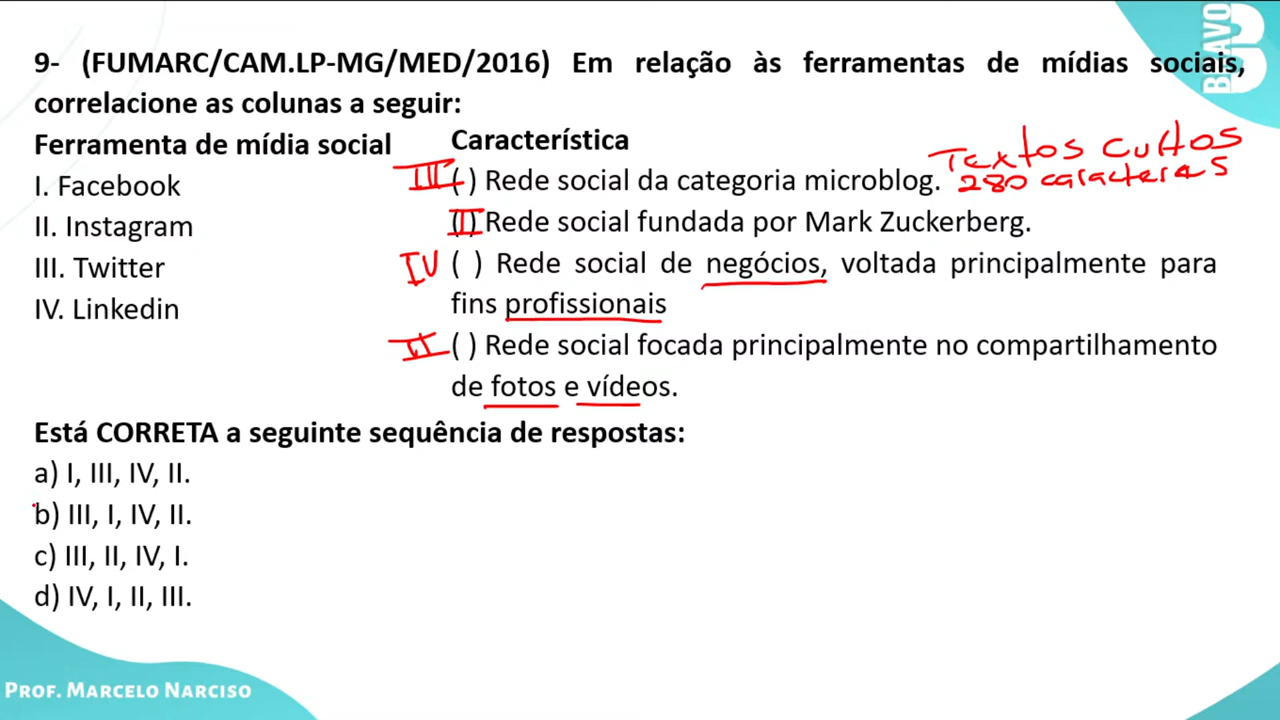 9- (FUMARC/CAM.LP-MG/MED/2016) Em relação às ferramentas de mídias sociais,
correlacione as colunas a seguir:
Ferramenta de mídia social
I. Facebook
II. Instagram
III. Twitter
IV. Linkedin
Característica
III ( ) Rede social da categoria microblog.
Textos curtos
280 caracteres
(I) Rede social fundada por Mark Zuckerberg.
IV ( ) Rede social de negócios, voltada principalmente para
fins profissionais
II ( ) Rede social focada principalmente no compartilhamento
de fotos e vídeos.
Está CORRETA a seguinte sequência de respostas:
a) I, III, IV, II.
b) III, I, IV, II.
c) III, II, IV, I.
d) IV, I, II, III.
PROF. MARCELO NARCISO
BRAVO